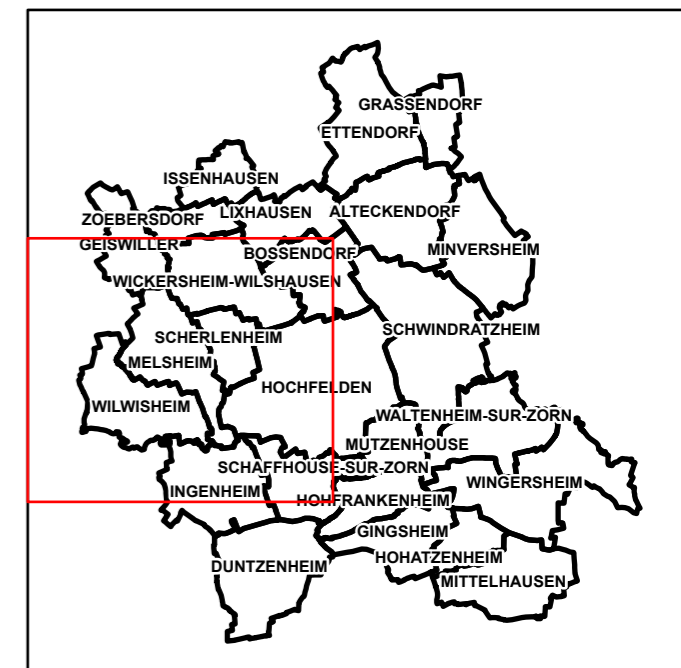 GRASSENDORF
ETTENDORF
ISSENHAUSEN
ZOEBERSDORF
LIXHAUSEN
ALTECKENDORF
GEISWILLER
BOSSENDORF
MINVERSHEIM
WICKERSHEIM-WILSHAUSEN
SCHERLENHEIM
SCHWINDRATZHEIM
MELSHEIM
HOCHFELDEN
WILWISHEIM
WALTENHEIM-SUR-ZORN
MUTZENHOUSE
SCHAFFHOUSE-SUR-ZORN
WINGERSHEIM
INGENHEIM
HOHFRANKENHEIM
GINGSHEIM
HOHATZENHEIM
DUNTZENHEIM
MITTELHAUSEN